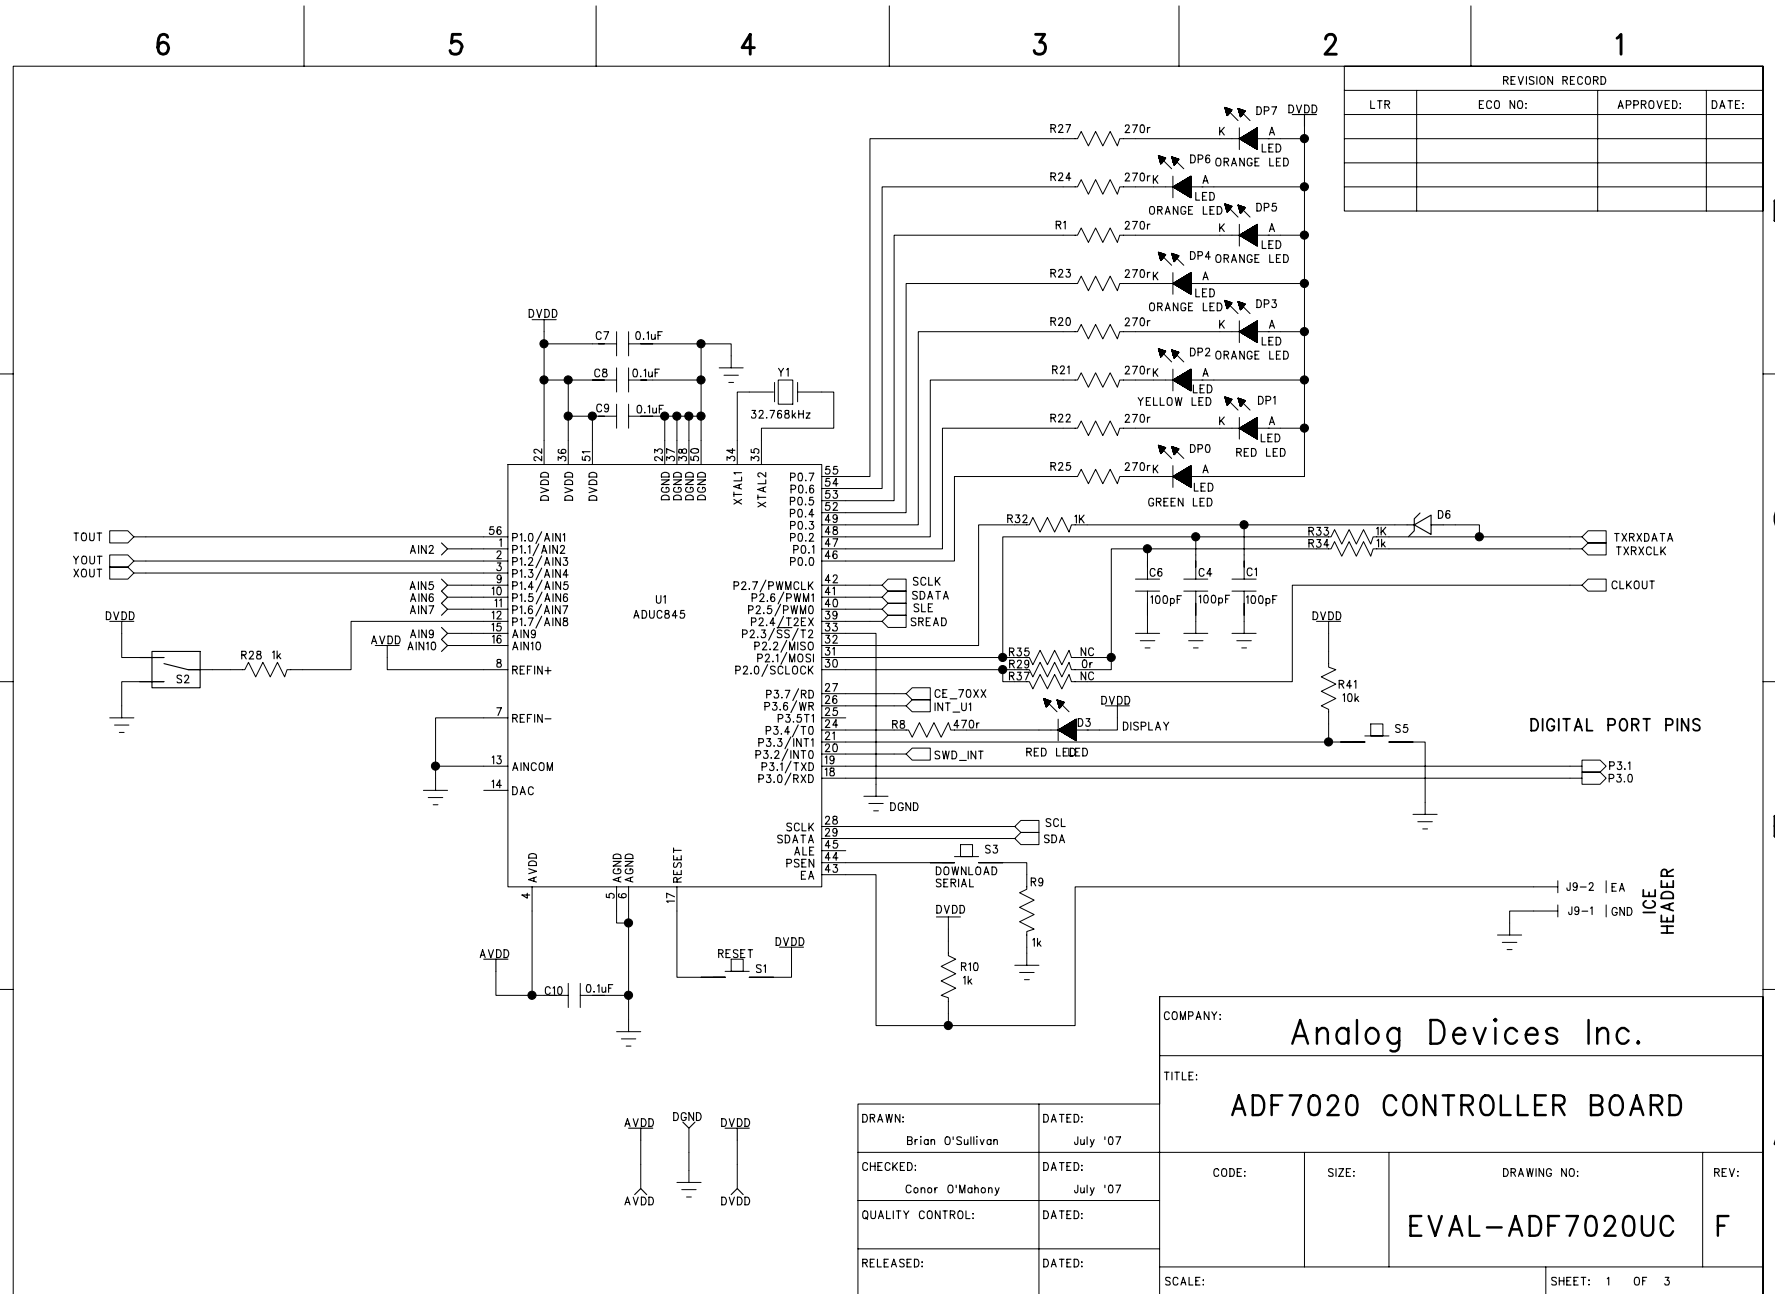 6 5 4 3 2 1
REVISION RECORD
LTR ECO NO: APPROVED: DATE:
DVDD
R27 270r K A DP7 LED ORANGE LED
R24 270r K A DP6 LED ORANGE LED
R1 270r K A DP5 LED ORANGE LED
R23 270r K A DP4 LED ORANGE LED
R20 270r K A DP3 LED ORANGE LED
R21 270r K A DP2 LED YELLOW LED
R22 270r K A DP1 LED RED LED
R25 270r K A DP0 LED GREEN LED
DVDD
C7 0.1uF
C8 0.1uF
C9 0.1uF
Y1
32.768kHz
22 36 51 23 37 38 50 34 35
DVDD DVDD DVDD DGND DGND DGND DGND XTAL1 XTAL2
U1
ADUC845
TOUT 56 P1.0/AIN1
AIN2 1 P1.1/AIN2
YOUT 2 P1.2/AIN3
XOUT 3 P1.3/AIN4
AIN5 9 P1.4/AIN5
AIN6 10 P1.5/AIN6
AIN7 11 P1.6/AIN7
12 P1.7/AIN8
AIN9 15 AIN9
AIN10 16 AIN10
AVDD 8 REFIN+
7 REFIN-
13 AINCOM
14 DAC
DVDD
S2
R28 1k
P0.7 55
P0.6 54
P0.5 53
P0.4 52
P0.3 49
P0.2 48
P0.1 47
P0.0 46
P2.7/PWMCLK 42 SCLK
P2.6/PWM1 41 SDATA
P2.5/PWM0 40 SLE
P2.4/T2EX 39 SREAD
P2.3/SS/T2 33
P2.2/MISO 32
P2.1/MOSI 31
P2.0/SCLOCK 30
P3.7/RD 27 CE_70XX
P3.6/WR 26 INT_U1
P3.5T1 25
P3.4/T0 24
P3.3/INT1 21
P3.2/INT0 20 SWD_INT
P3.1/TXD 19
P3.0/RXD 18
SCLK 28 SCL
SDATA 29 SDA
ALE 45
PSEN 44
EA 43
R32 1K
D6
R33 1K TXRXDATA
R34 1k TXRXCLK
CLKOUT
C6 100pF
C4 100pF
C1 100pF
R35 NC
R29 0r
R37 NC
R8 470r D3 DVDD DISPLAY
RED LED LED
DVDD
R41
10k
S5
DIGITAL PORT PINS
P3.1
P3.0
DGND
S3
DOWNLOAD
SERIAL
R9
1k
DVDD
R10
1k
J9-2 EA
J9-1 GND
ICE
HEADER
AVDD AGND AGND RESET
4 5 6 17
AVDD
C10 0.1uF
RESET
S1
DVDD
AVDD DGND DVDD
AVDD DVDD
COMPANY:
Analog Devices Inc.
TITLE:
ADF7020 CONTROLLER BOARD
DRAWN: DATED:
Brian O'Sullivan July '07
CHECKED: DATED:
Conor O'Mahony July '07
QUALITY CONTROL: DATED:
RELEASED: DATED:
CODE: SIZE: DRAWING NO: REV:
EVAL-ADF7020UC F
SCALE: SHEET: 1 OF 3